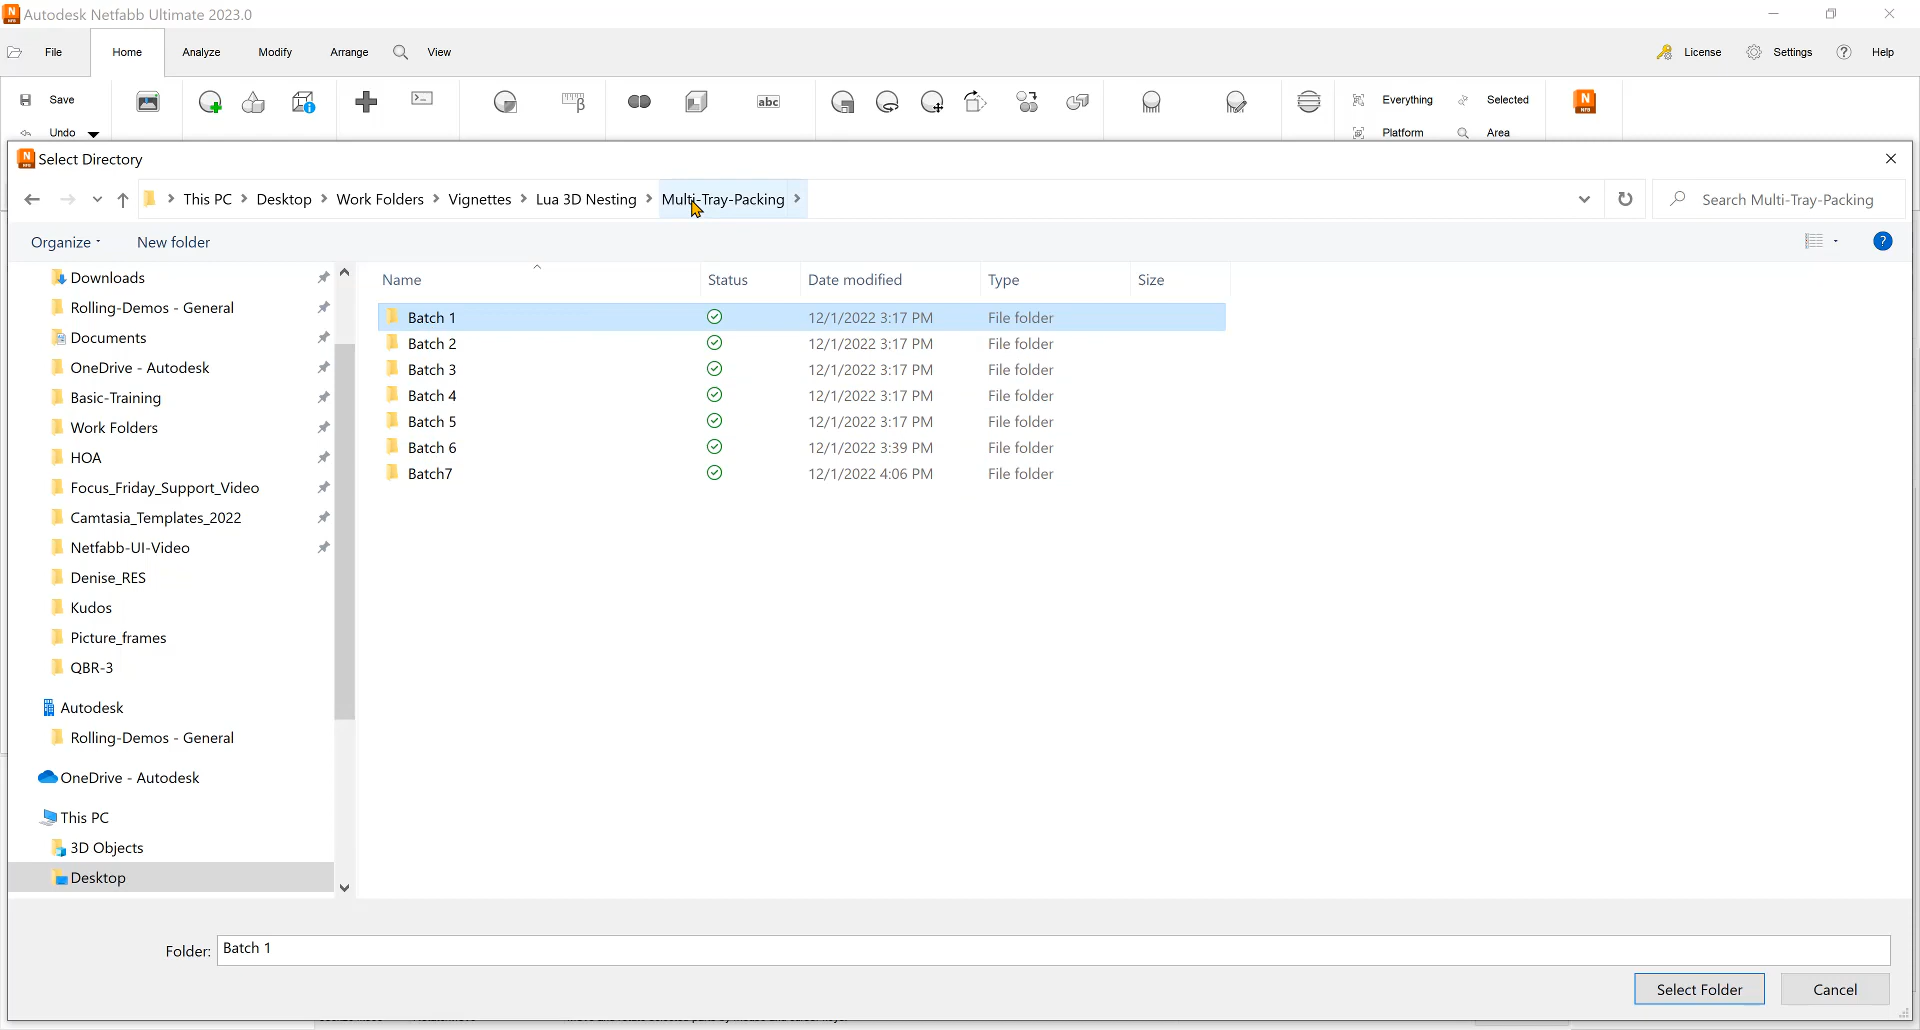 Autodesk Netfabb Ultimate 2023.0
File Home Analyze Modify Arrange View License Settings Help
Save Everything Selected
Undo Platform Area
abc
Select Directory
This PC > Desktop > Work Folders > Vignettes > Lua 3D Nesting > Multi-Tray-Packing > Search Multi-Tray-Packing
Organize New folder
Name Status Date modified Type Size
Batch 1 12/1/2022 3:17 PM File folder
Batch 2 12/1/2022 3:17 PM File folder
Batch 3 12/1/2022 3:17 PM File folder
Batch 4 12/1/2022 3:17 PM File folder
Batch 5 12/1/2022 3:17 PM File folder
Batch 6 12/1/2022 3:39 PM File folder
Batch7 12/1/2022 4:06 PM File folder
Downloads
Rolling-Demos - General
Documents
OneDrive - Autodesk
Basic-Training
Work Folders
HOA
Focus_Friday_Support_Video
Camtasia_Templates_2022
Netfabb-UI-Video
Denise_RES
Kudos
Picture_frames
QBR-3
Autodesk
Rolling-Demos - General
OneDrive - Autodesk
This PC
3D Objects
Desktop
Folder: Batch 1
Select Folder Cancel